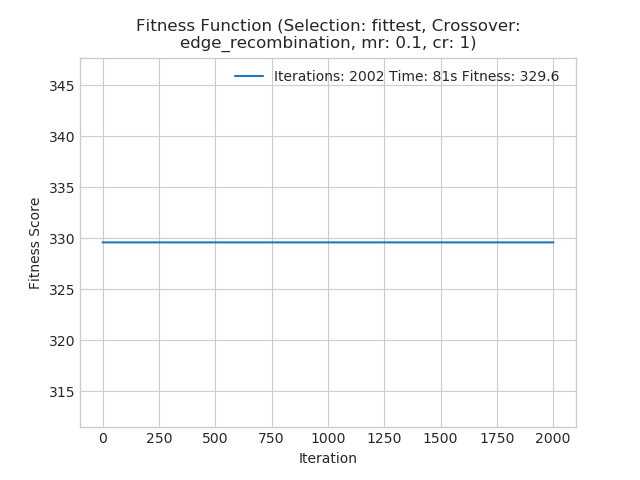 Fitness Function (Selection: fittest, Crossover:
edge_recombination, mr: 0.1, cr: 1)
Iterations: 2002 Time: 81s Fitness: 329.6
345
340
335
330
325
320
315
Fitness Score
0 250 500 750 1000 1250 1500 1750 2000
Iteration